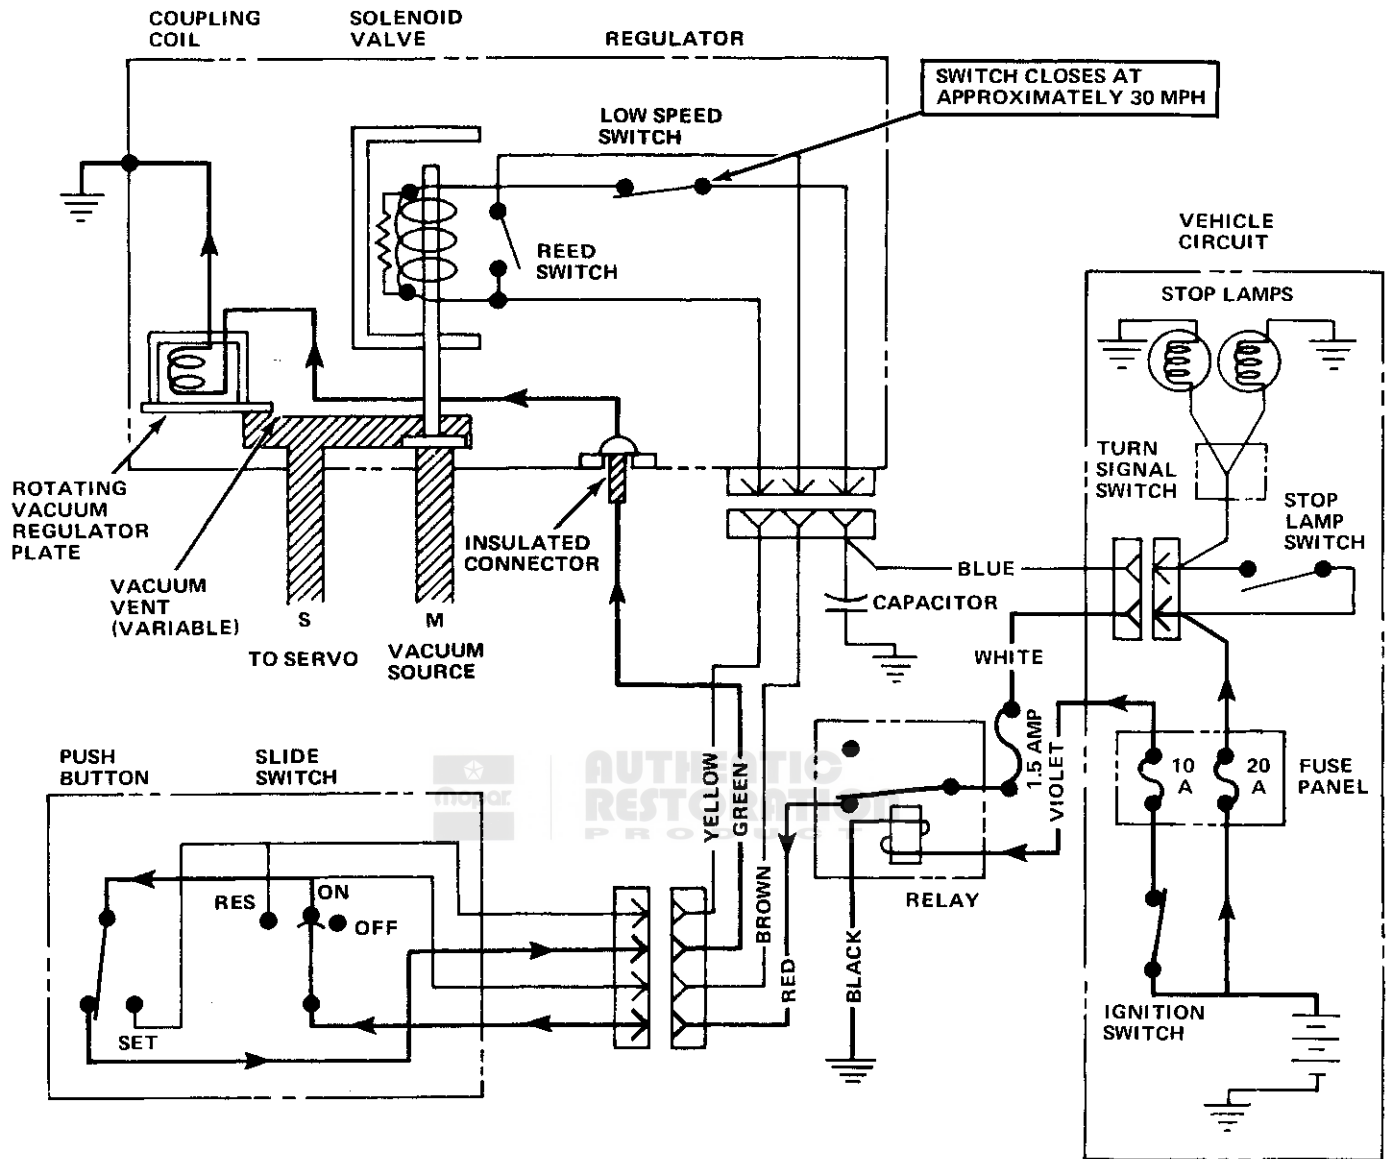 COUPLING
COIL
SOLENOID
VALVE
REGULATOR
SWITCH CLOSES AT
APPROXIMATELY 30 MPH
LOW SPEED
SWITCH
REED
SWITCH
VEHICLE
CIRCUIT
STOP LAMPS
TURN
SIGNAL
SWITCH
STOP
LAMP
SWITCH
ROTATING
VACUUM
REGULATOR
PLATE
VACUUM
VENT
(VARIABLE)
S
TO SERVO
M
VACUUM
SOURCE
INSULATED
CONNECTOR
BLUE
CAPACITOR
WHITE
1.5 AMP
VIOLET
10
A
20
A
FUSE
PANEL
PUSH
BUTTON
SLIDE
SWITCH
Mopar
AUTHENTIC
RESTORATION
PRODUCT
YELLOW
GREEN
BROWN
RED
BLACK
RELAY
RES
ON
OFF
SET
IGNITION
SWITCH